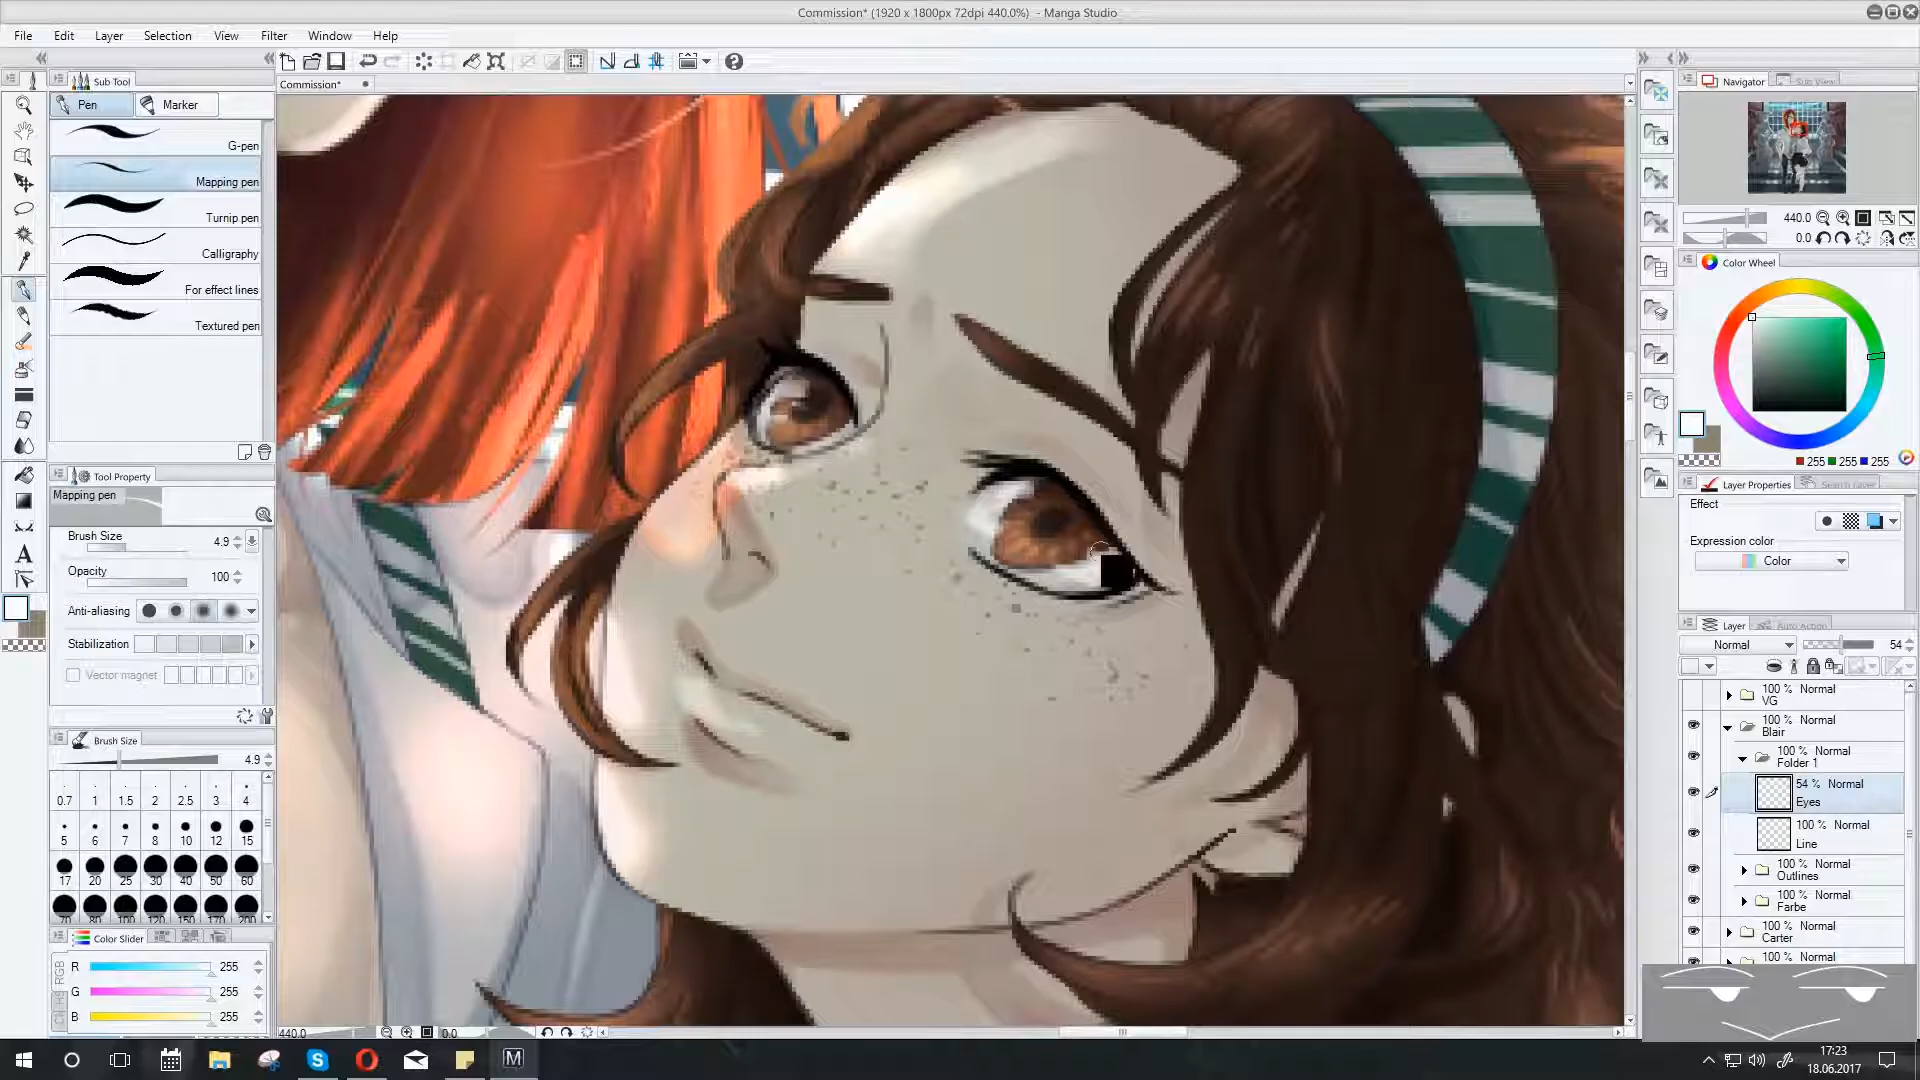 Commission* (1920 x 1800px 72dpi 440.0%) - Manga Studio
File Edit Layer Selection View Filter Window Help
Sub Tool
Commission*
Pen Marker
G-pen
Mapping pen
Turnip pen
Calligraphy
For effect lines
Textured pen
Tool Property
Mapping pen
Brush Size 4.9
Opacity 100
Anti-aliasing
Stabilization
Vector magnet
Brush Size
4.9
0.7 1 1.5 2 2.5 3 4
5 6 7 8 10 12 15
17 20 25 30 40 50 60
70 80 100 120 150 170 200
Color Slider
RGB
R 255
G 255
B 255
440.0 0.0
Navigator Sub View
440.0
0.0
Color Wheel
255 255 255
Layer Properties Search Layer
Effect
Expression color
Color
Layer Auto Action
Normal 54
100 % Normal
VG
100 % Normal
Blair
100 % Normal
Folder 1
54 % Normal
Eyes
100 % Normal
Line
100 % Normal
Outlines
100 % Normal
Farbe
100 % Normal
Carter
100 % Normal
17:23
18.06.2017